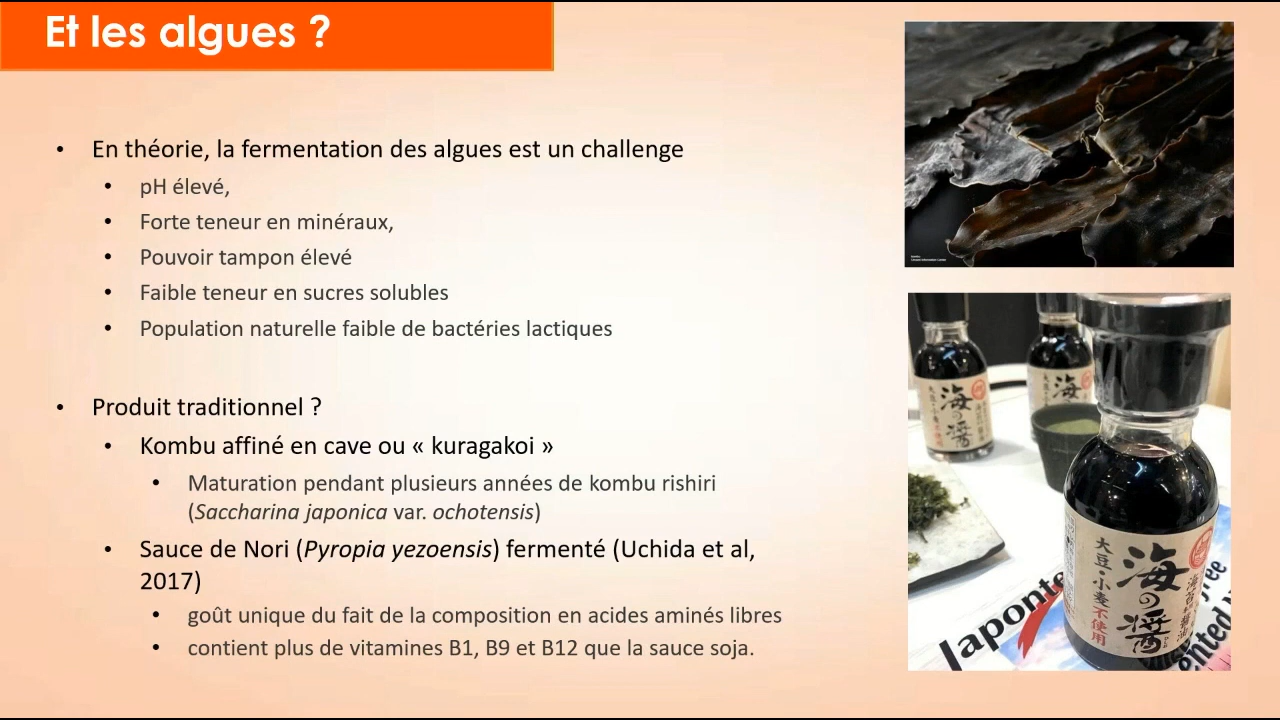 Et les algues ?
• En théorie, la fermentation des algues est un challenge
• pH élevé,
• Forte teneur en minéraux,
• Pouvoir tampon élevé
• Faible teneur en sucres solubles
• Population naturelle faible de bactéries lactiques
• Produit traditionnel ?
• Kombu affiné en cave ou « kuragakoi »
• Maturation pendant plusieurs années de kombu rishiri
(Saccharina japonica var. ochotensis)
• Sauce de Nori (Pyropia yezoensis) fermenté (Uchida et al,
2017)
• goût unique du fait de la composition en acides aminés libres
• contient plus de vitamines B1, B9 et B12 que la sauce soja.
海の醤
海の醤
海の醤
大豆・小麦不使用
Japonte